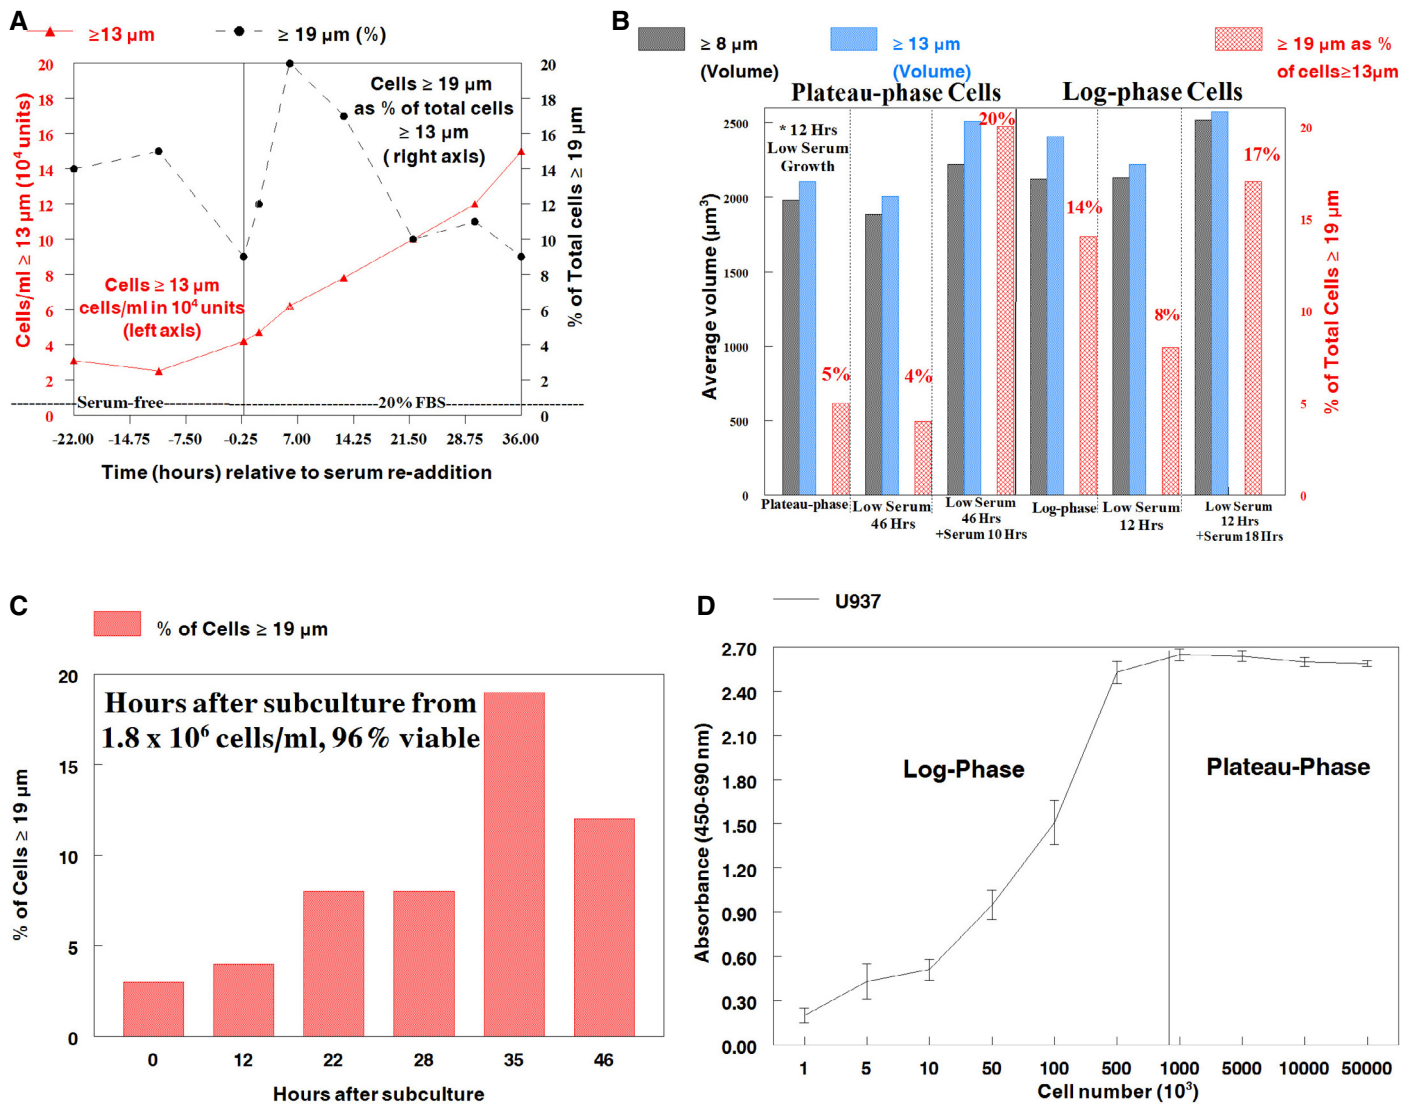 A
≥13 µm
≥ 19 µm (%)
20
18
16
14
12
10
8
6
4
2
0
Cells/ml ≥ 13 µm (10⁴ units)
Cells ≥ 19 µm
as % of total cells
≥ 13 µm
(right axis)
Cells ≥ 13 µm
cells/ml in 10⁴ units
(left axis)
Serum-free
20% FBS
20
18
16
14
12
10
8
6
4
2
0
% of Total cells ≥ 19 µm
-22.00 -14.75 -7.50 -0.25 7.00 14.25 21.50 28.75 36.00
Time (hours) relative to serum re-addition
B
≥ 8 µm
(Volume)
≥ 13 µm
(Volume)
≥ 19 µm as %
of cells≥13µm
Plateau-phase Cells
Log-phase Cells
* 12 Hrs
Low Serum
Growth
2500
2000
1500
1000
500
0
Average volume (µm³)
5%
4%
20%
14%
8%
17%
20
15
10
5
0
% of Total Cells ≥ 19 µm
Plateau-phase
Low Serum
46 Hrs
Low Serum
46 Hrs
+Serum 10 Hrs
Log-phase
Low Serum
12 Hrs
Low Serum
12 Hrs
+Serum 18 Hrs
C
% of Cells ≥ 19 µm
Hours after subculture from
1.8 x 10⁶ cells/ml, 96% viable
20
15
10
5
0
% of Cells ≥ 19 µm
0 12 22 28 35 46
Hours after subculture
D
U937
2.70
2.40
2.10
1.80
1.50
1.20
0.90
0.60
0.30
0.00
Absorbance (450-690 nm)
Log-Phase
Plateau-Phase
1 5 10 50 100 500 1000 5000 10000 50000
Cell number (10³)